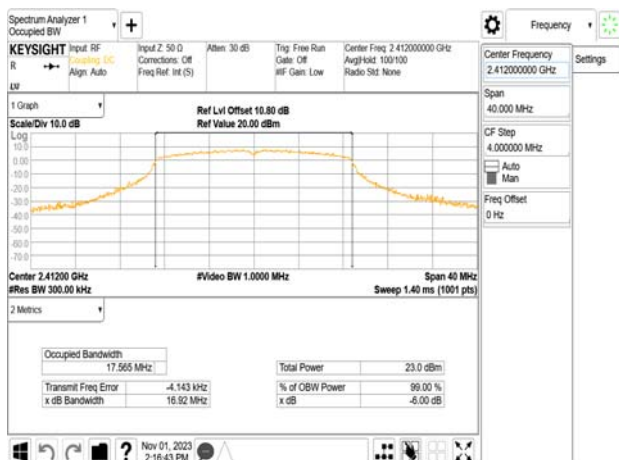 Spectrum Analyzer 1
Occupied BW
Frequency
KEYSIGHT
R
LXI
Input: RF
Coupling: DC
Align: Auto
Input Z: 50 Ω
Corrections: Off
Freq Ref: Int (S)
Atten: 30 dB
Trig: Free Run
Gate: Off
#IF Gain: Low
Center Freq: 2.412000000 GHz
Avg|Hold: 100/100
Radio Std: None
Center Frequency
2.412000000 GHz
Settings
Span
40.000 MHz
CF Step
4.000000 MHz
Auto
Man
Freq Offset
0 Hz
1 Graph
Scale/Div 10.0 dB
Ref Lvl Offset 10.80 dB
Ref Value 20.00 dBm
Log
10.0
0.00
-10.0
-20.0
-30.0
-40.0
-50.0
-60.0
-70.0
Center 2.41200 GHz
#Res BW 300.00 kHz
#Video BW 1.0000 MHz
Span 40 MHz
Sweep 1.40 ms (1001 pts)
2 Metrics
Occupied Bandwidth
17.565 MHz
Total Power 23.0 dBm
Transmit Freq Error -4.143 kHz
% of OBW Power 99.00 %
x dB Bandwidth 16.92 MHz
x dB -6.00 dB
Nov 01, 2023
2:16:43 PM